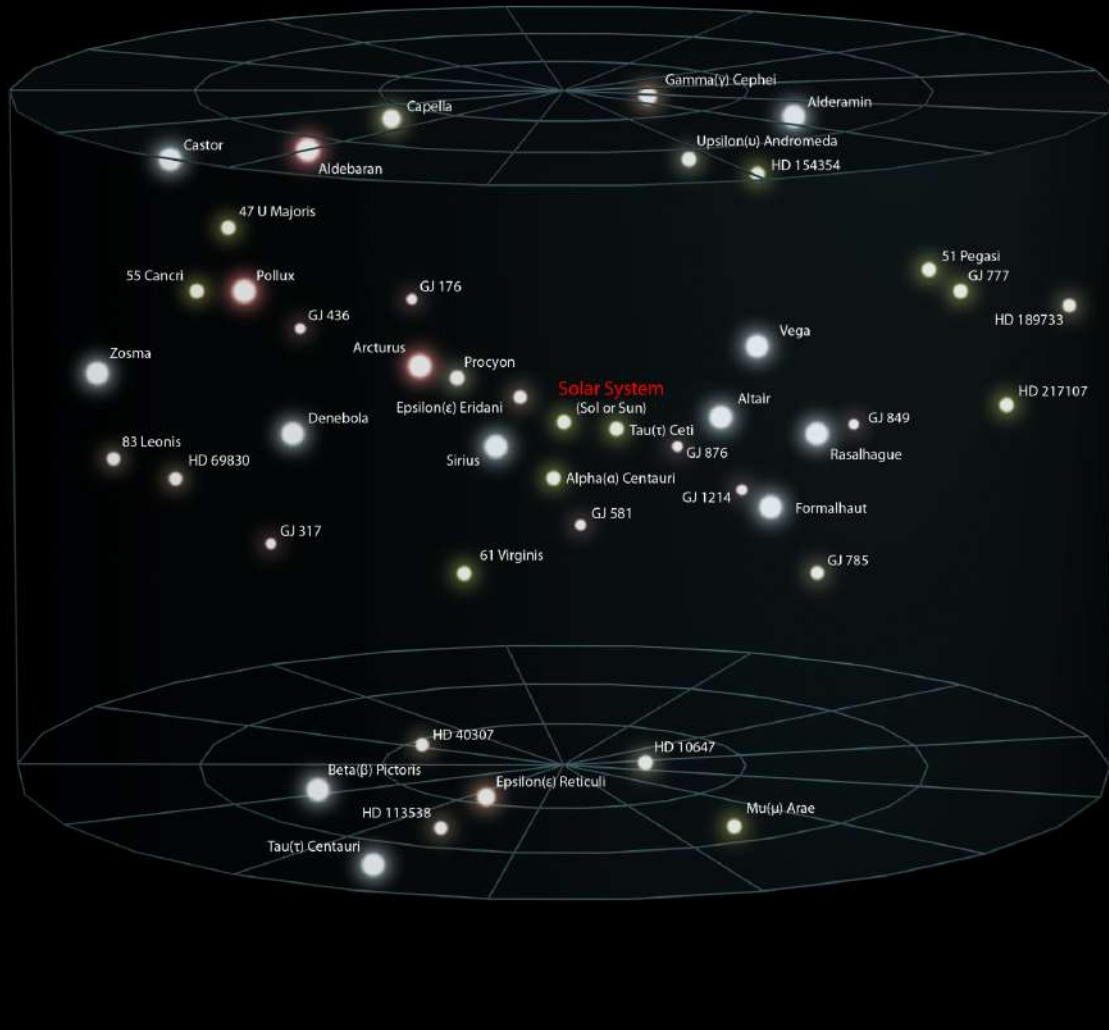 Gamma(γ) Cephei
Alderamin
Capella
Castor
Upsilon(υ) Andromeda
Aldebaran
HD 154354
47 U Majoris
51 Pegasi
55 Cancri
Pollux
GJ 777
GJ 176
GJ 436
HD 189733
Vega
Arcturus
Zosma
Procyon
Solar System
HD 217107
Altair
Epsilon(ε) Eridani
(Sol or Sun)
Denebola
GJ 849
Tau(τ) Ceti
83 Leonis
GJ 876
Rasalhague
HD 69830
Sirius
Alpha(α) Centauri
GJ 1214
Formalhaut
GJ 581
GJ 317
61 Virginis
GJ 785
HD 40307
HD 10647
Beta(β) Pictoris
Epsilon(ε) Reticuli
Mu(μ) Arae
HD 113538
Tau(τ) Centauri